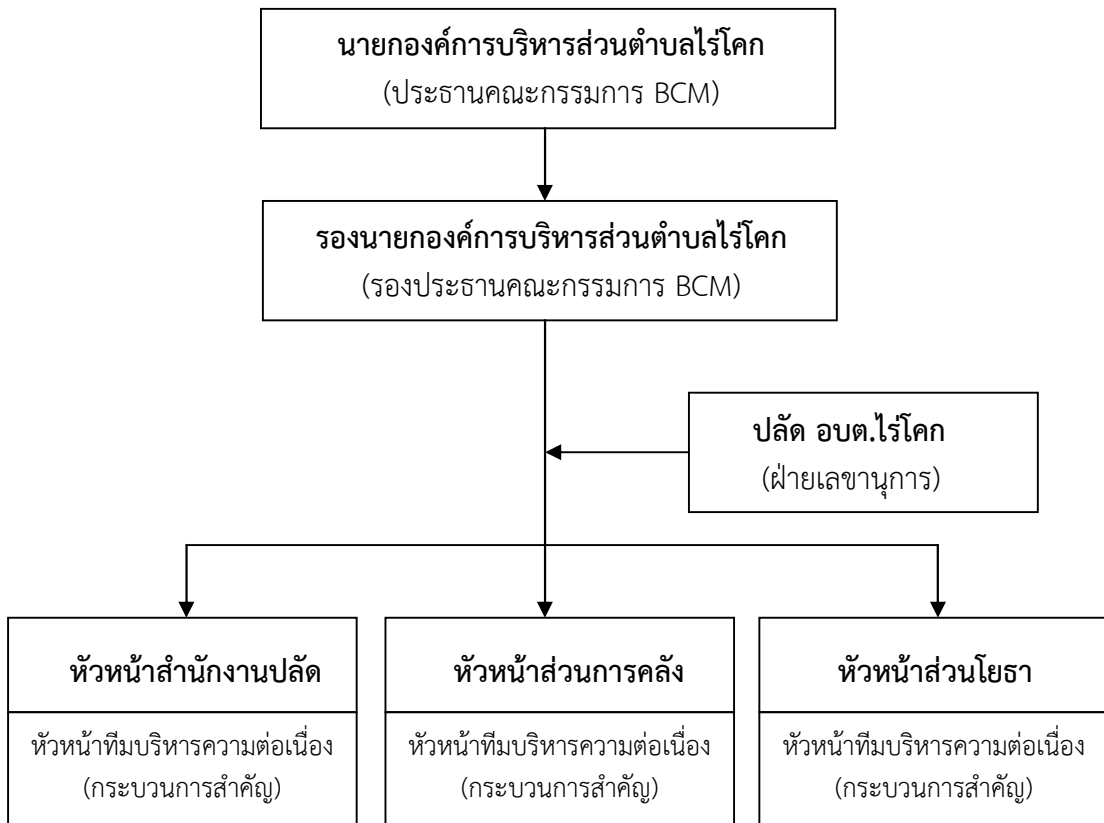 นายกองค์การบริหารส่วนตำบลไร่โคก
(ประธานคณะกรรมการ BCM)
รองนายกองค์การบริหารส่วนตำบลไร่โคก
(รองประธานคณะกรรมการ BCM)
ปลัด อบต.ไร่โคก
(ฝ่ายเลขานุการ)
หัวหน้าสำนักงานปลัด
หัวหน้าทีมบริหารความต่อเนื่อง
(กระบวนการสำคัญ)
หัวหน้าส่วนการคลัง
หัวหน้าทีมบริหารความต่อเนื่อง
(กระบวนการสำคัญ)
หัวหน้าส่วนโยธา
หัวหน้าทีมบริหารความต่อเนื่อง
(กระบวนการสำคัญ)